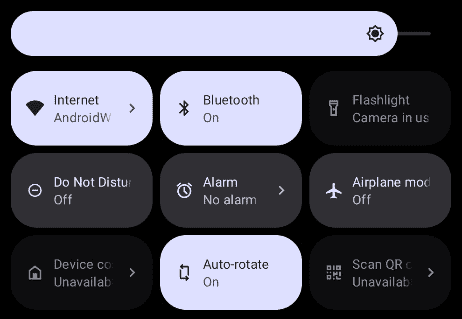 Internet
AndroidW
Bluetooth
On
Flashlight
Camera in us
Do Not Distur
Off
Alarm
No alarm
Airplane mod
Off
Device co
Unavailab
Auto-rotate
On
Scan QR c
Unavailab